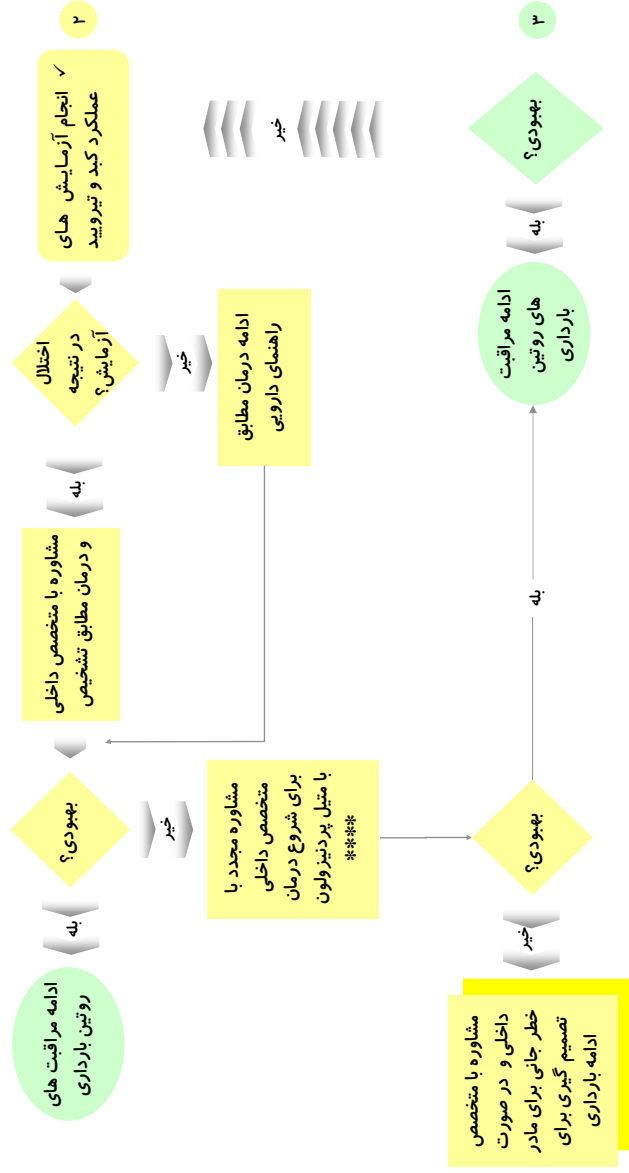 ۲
✓ انجام آزمایش های
عملکرد کبد و تیرویید
اختلال
در نتیجه
آزمایش؟
خیر
ادامه درمان مطابق
راهنمای دارویی
بله
مشاوره با متخصص داخلی
و درمان مطابق تشخیص
بهبودی؟
خیر
مشاوره مجدد با
متخصص داخلی
برای شروع درمان
با متیل پردنیزولون
****
بله
ادامه مراقبت های
روتین بارداری
۳
بهبودی؟
خیر
بله
ادامه مراقبت
های روتین
بارداری
بله
بهبودی؟
خیر
مشاوره با متخصص
داخلی و در صورت
خطر جانی برای مادر
تصمیم گیری برای
ادامه بارداری